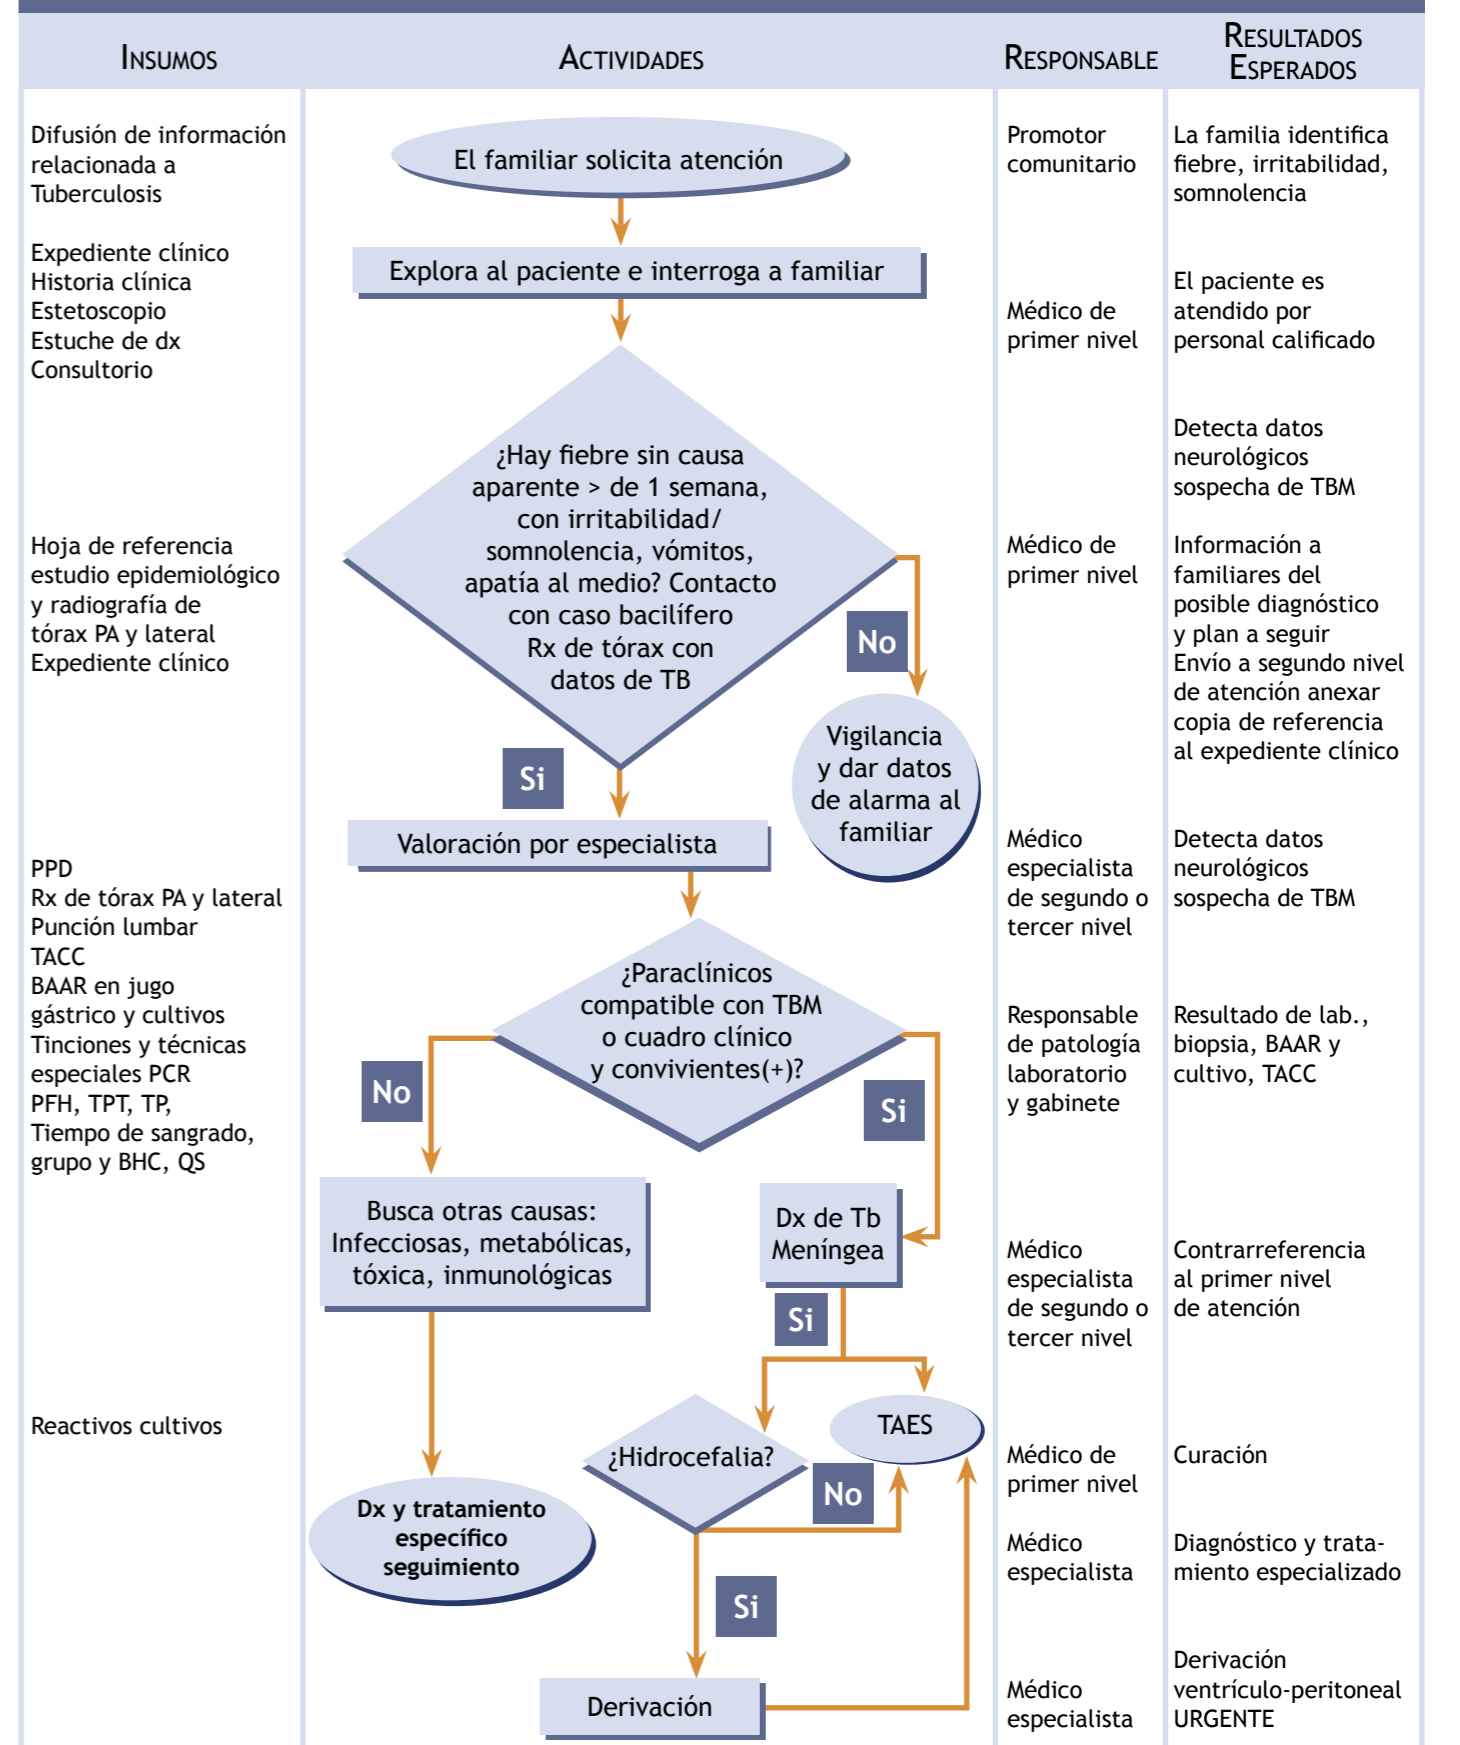 INSUMOS
ACTIVIDADES
RESPONSABLE
RESULTADOS
ESPERADOS
Difusión de información
relacionada a
Tuberculosis
Expediente clínico
Historia clínica
Estetoscopio
Estuche de dx
Consultorio
Hoja de referencia
estudio epidemiológico
y radiografía de
tórax PA y lateral
Expediente clínico
PPD
Rx de tórax PA y lateral
Punción lumbar
TACC
BAAR en jugo
gástrico y cultivos
Tinciones y técnicas
especiales PCR
PFH, TPT, TP,
Tiempo de sangrado,
grupo y BHC, QS
Reactivos cultivos
El familiar solicita atención
Explora al paciente e interroga a familiar
¿Hay fiebre sin causa
aparente > de 1 semana,
con irritabilidad/
somnolencia, vómitos,
apatía al medio? Contacto
con caso bacilífero
Rx de tórax con
datos de TB
No
Vigilancia
y dar datos
de alarma al
familiar
Si
Valoración por especialista
¿Paraclínicos
compatible con TBM
o cuadro clínico
y convivientes(+)?
No
Si
Busca otras causas:
Infecciosas, metabólicas,
tóxica, inmunológicas
Dx de Tb
Meníngea
Si
Dx y tratamiento
específico
seguimiento
¿Hidrocefalia?
TAES
No
Si
Derivación
Promotor
comunitario
Médico de
primer nivel
Médico de
primer nivel
Médico
especialista
de segundo o
tercer nivel
Responsable
de patología
laboratorio
y gabinete
Médico
especialista
de segundo o
tercer nivel
Médico de
primer nivel
Médico
especialista
Médico
especialista
La familia identifica
fiebre, irritabilidad,
somnolencia
El paciente es
atendido por
personal calificado
Detecta datos
neurológicos
sospecha de TBM
Información a
familiares del
posible diagnóstico
y plan a seguir
Envío a segundo nivel
de atención anexar
copia de referencia
al expediente clínico
Detecta datos
neurológicos
sospecha de TBM
Resultado de lab.,
biopsia, BAAR y
cultivo, TACC
Contrarreferencia
al primer nivel
de atención
Curación
Diagnóstico y trata-
miento especializado
Derivación
ventrículo-peritoneal
URGENTE